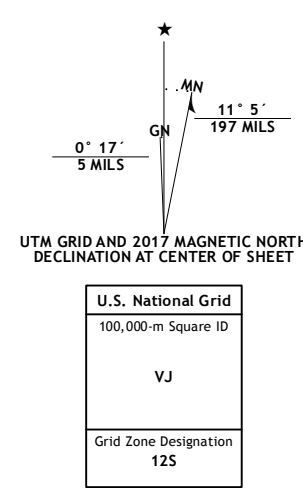 ★
MN
GN
11° 5´
197 MILS
0° 17´
5 MILS
UTM GRID AND 2017 MAGNETIC NORTH
DECLINATION AT CENTER OF SHEET
U.S. National Grid
100,000-m Square ID
VJ
Grid Zone Designation
12S